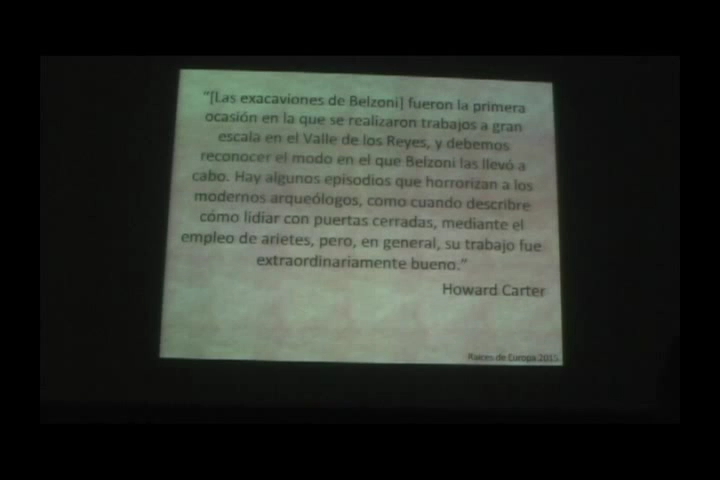 "[Las exacaviones de Belzoni] fueron la primera
ocasión en la que se realizaron trabajos a gran
escala en el Valle de los Reyes, y debemos
reconocer el modo en el que Belzoni las llevó a
cabo. Hay algunos episodios que horrorizan a los
modernos arqueólogos, como cuando describre
cómo lidiar con puertas cerradas, mediante el
empleo de arietes, pero, en general, su trabajo fue
extraordinariamente bueno."
Howard Carter
Raíces de Europa 2015